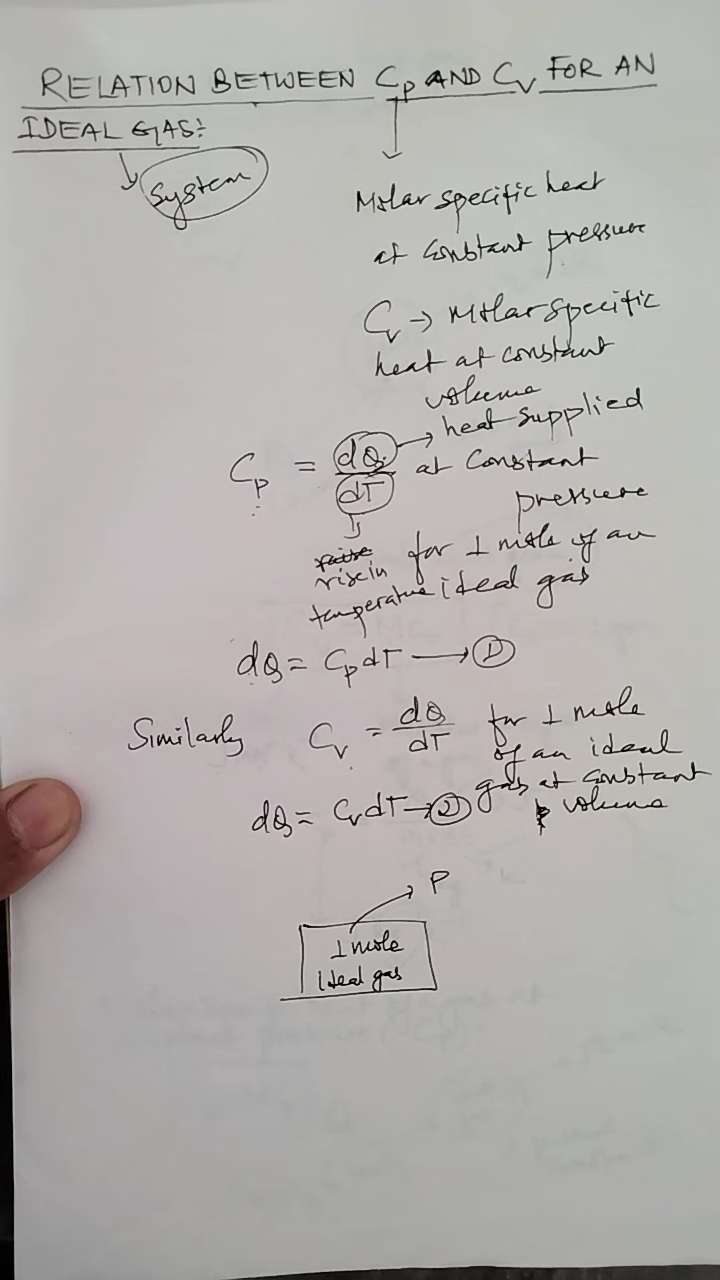 RELATION BETWEEN Cp AND Cv FOR AN
IDEAL GAS:
System
Molar specific heat
at constant pressure
Cv → Molar specific
heat at constant
volume
heat supplied
Cp = dQ/dT at constant
pressure
rise in for 1 mole of an
temperature ideal gas
dQ = CpdT → ①
Similarly Cv = dQ/dT for 1 mole
of an ideal
gas at constant
dQ = CvdT → ② volume
P
1 mole
ideal gas